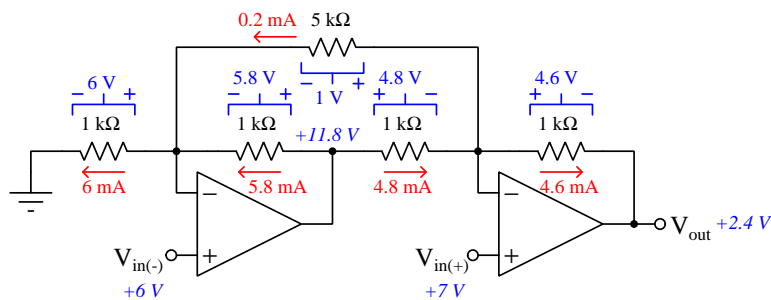 0.2 mA 5 kΩ
− 6 V + − 5.8 V + − 1 V + + 4.8 V − + 4.6 V −
1 kΩ 1 kΩ +11.8 V 1 kΩ 1 kΩ
6 mA 5.8 mA 4.8 mA 4.6 mA
− −
Vout +2.4 V
Vin(-) + Vin(+) +
+6 V +7 V